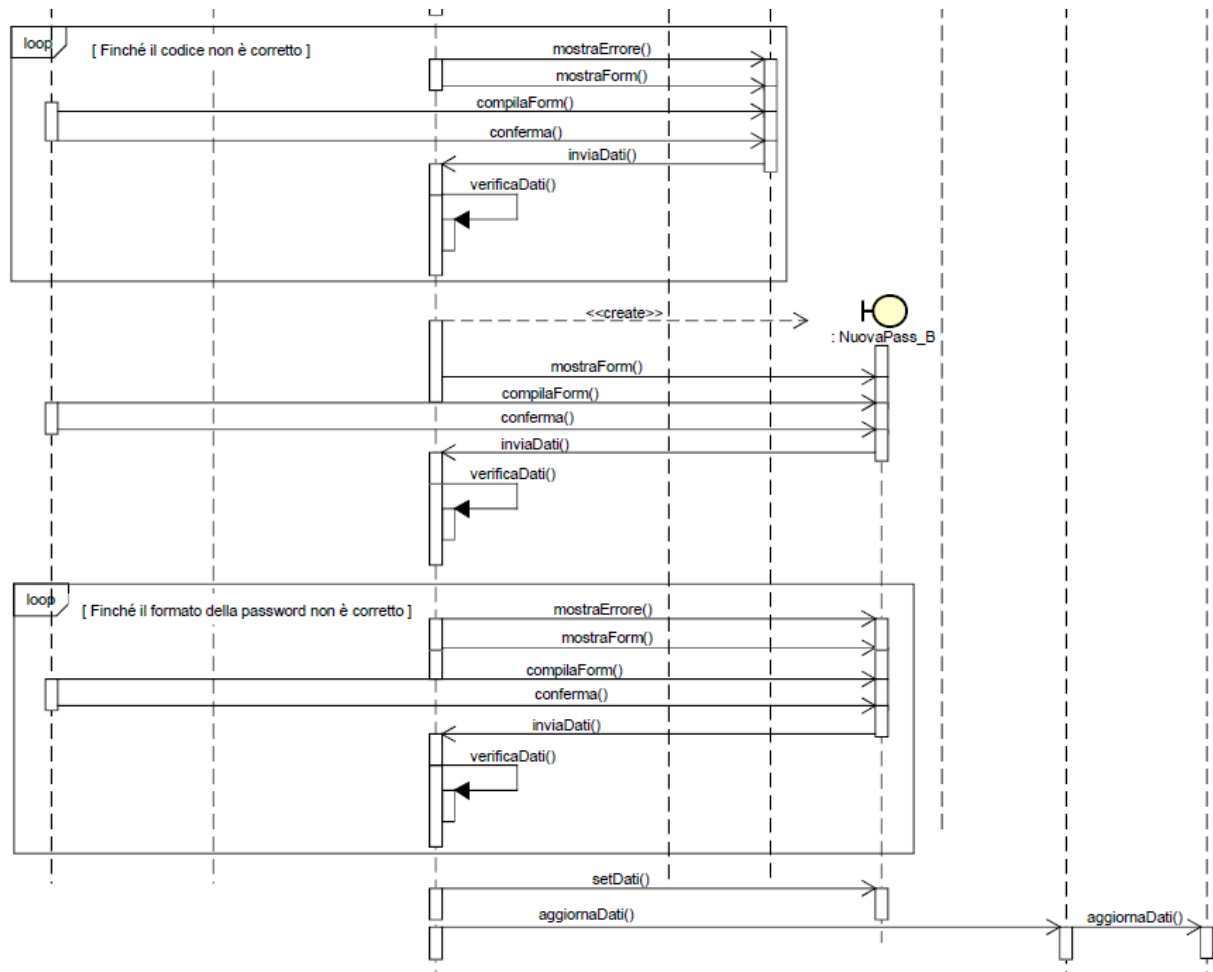 loop
[ Finché il codice non è corretto ]
mostraErrore()
mostraForm()
compilaForm()
conferma()
inviaDati()
verificaDati()
<<create>>
: NuovaPass_B
mostraForm()
compilaForm()
conferma()
inviaDati()
verificaDati()
loop
[ Finché il formato della password non è corretto ]
mostraErrore()
mostraForm()
compilaForm()
conferma()
inviaDati()
verificaDati()
setDati()
aggiornaDati()
aggiornaDati()